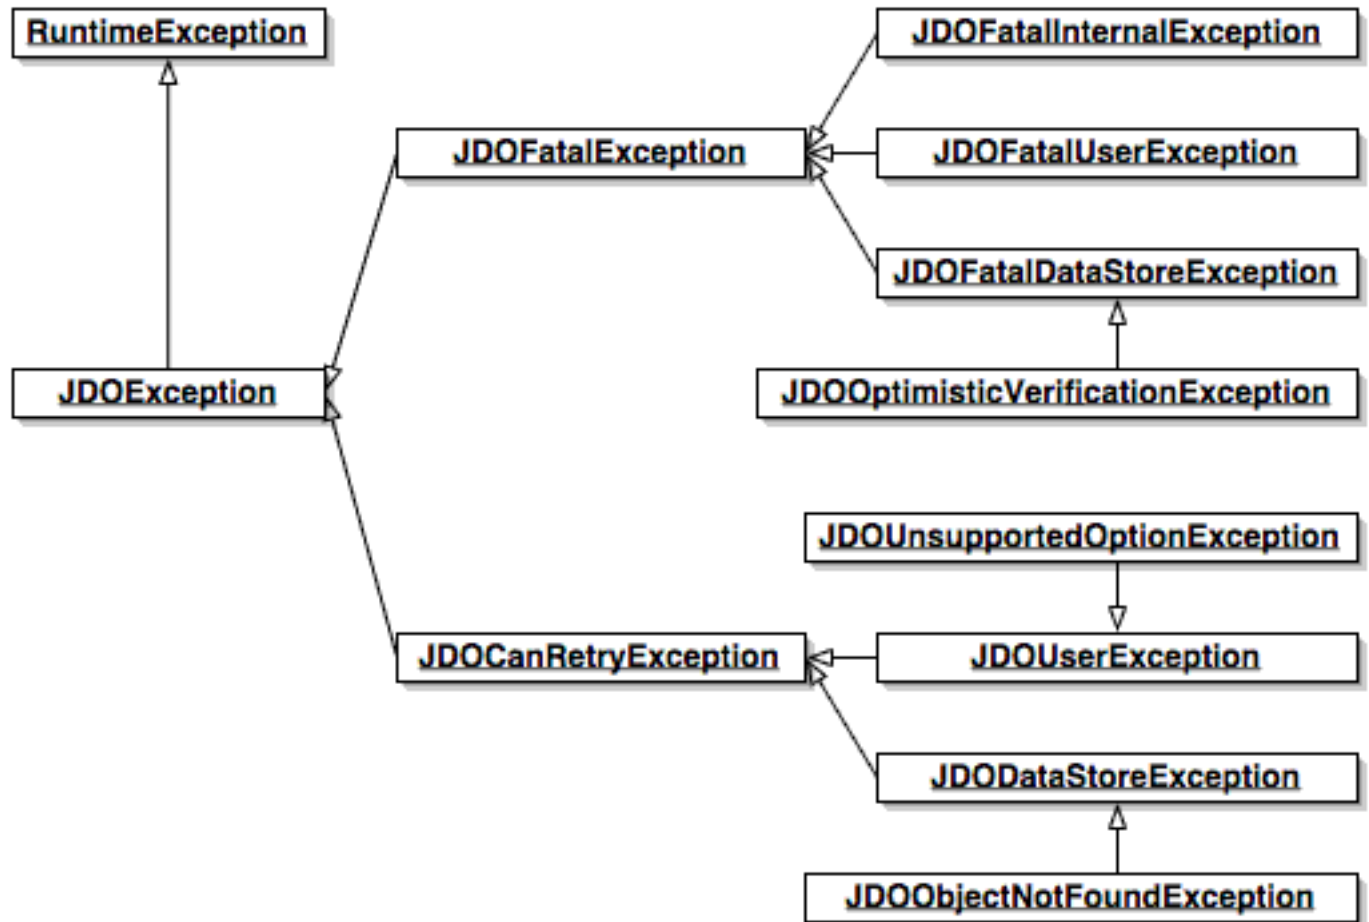 RuntimeException
JDOFatalInternalException
JDOFatalException
JDOFatalUserException
JDOFatalDataStoreException
JDOException
JDOOptimisticVerificationException
JDOUnsupportedOptionException
JDOCanRetryException
JDOUserException
JDODataStoreException
JDOObjectNotFoundException